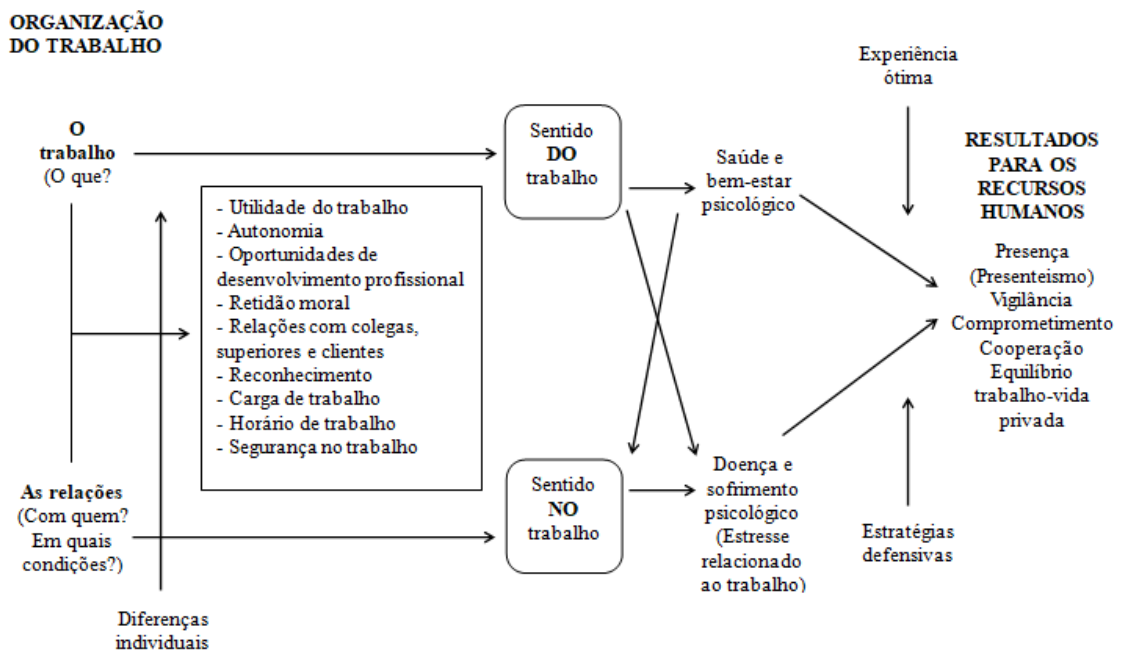 ORGANIZAÇÃO
DO TRABALHO
O
trabalho
(O que?
- Utilidade do trabalho
- Autonomia
- Oportunidades de
desenvolvimento profissional
- Retidão moral
- Relações com colegas,
superiores e clientes
- Reconhecimento
- Carga de trabalho
- Horário de trabalho
- Segurança no trabalho
As relações
(Com quem?
Em quais
condições?)
Diferenças
individuais
Sentido
DO
trabalho
Sentido
NO
trabalho
Saúde e
bem-estar
psicológico
Doença e
sofrimento
psicológico
(Estresse
relacionado
ao trabalho)
Experiência
ótima
RESULTADOS
PARA OS
RECURSOS
HUMANOS
Presença
(Presenteismo)
Vigilância
Comprometimento
Cooperação
Equilíbrio
trabalho-vida
privada
Estratégias
defensivas